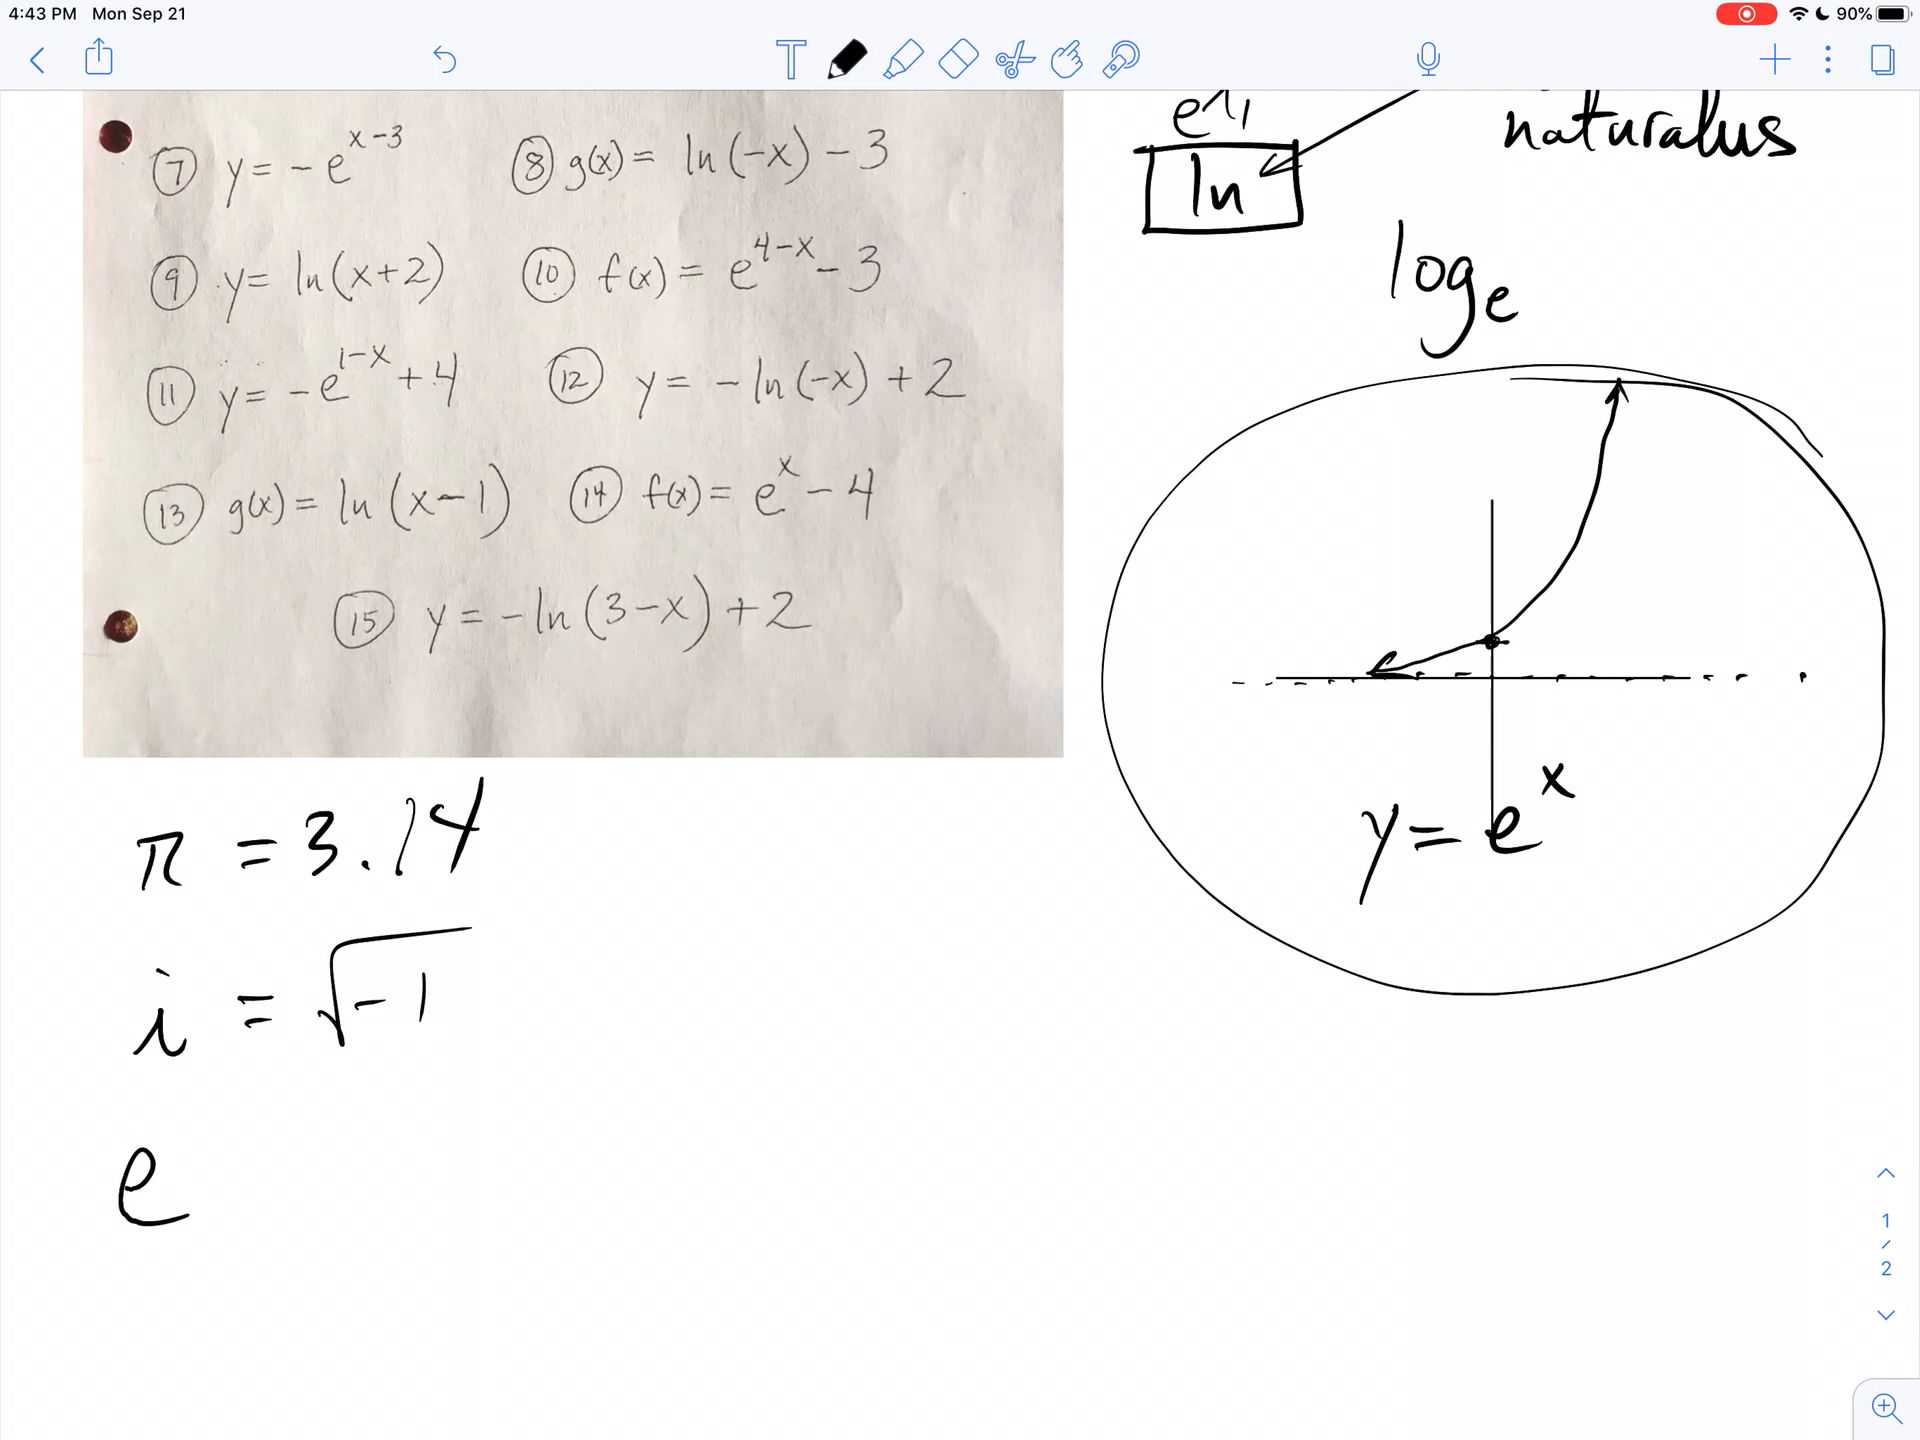 4:43 PM Mon Sep 21
90%
T
⑦ y = -e^{x-3} ⑧ g(x) = ln(-x) - 3
⑨ y = ln(x+2) ⑩ f(x) = e^{4-x} - 3
⑪ y = -e^{1-x} + 4 ⑫ y = -ln(-x) + 2
⑬ g(x) = ln(x-1) ⑭ f(x) = e^x - 4
⑮ y = -ln(3-x) + 2
naturalus
ln
log_e
y = e^x
π = 3.14
i = √-1
e
1
/
2